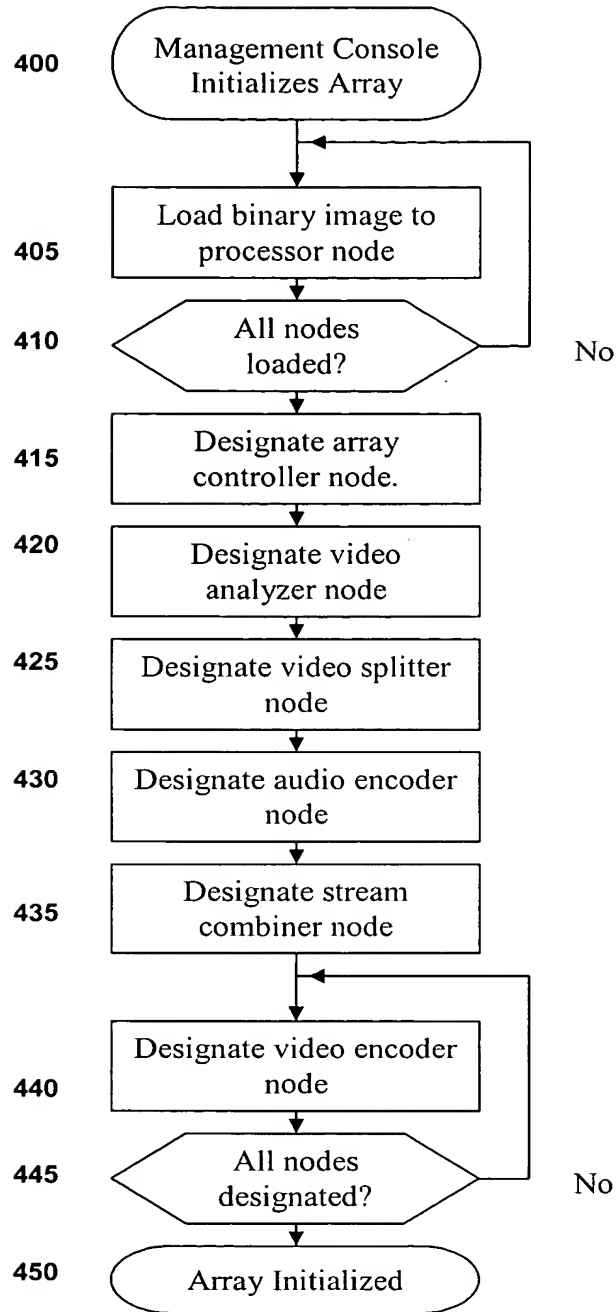 400
Management Console
Initializes Array
Load binary image to
processor node
405
All nodes
loaded?
410
No
Designate array
controller node.
415
420
Designate video
analyzer node
425
Designate video splitter
node
430
Designate audio encoder
node
Designate stream
combiner node
435
Designate video encoder
node
440
All nodes
designated?
445
No
450
Array Initialized